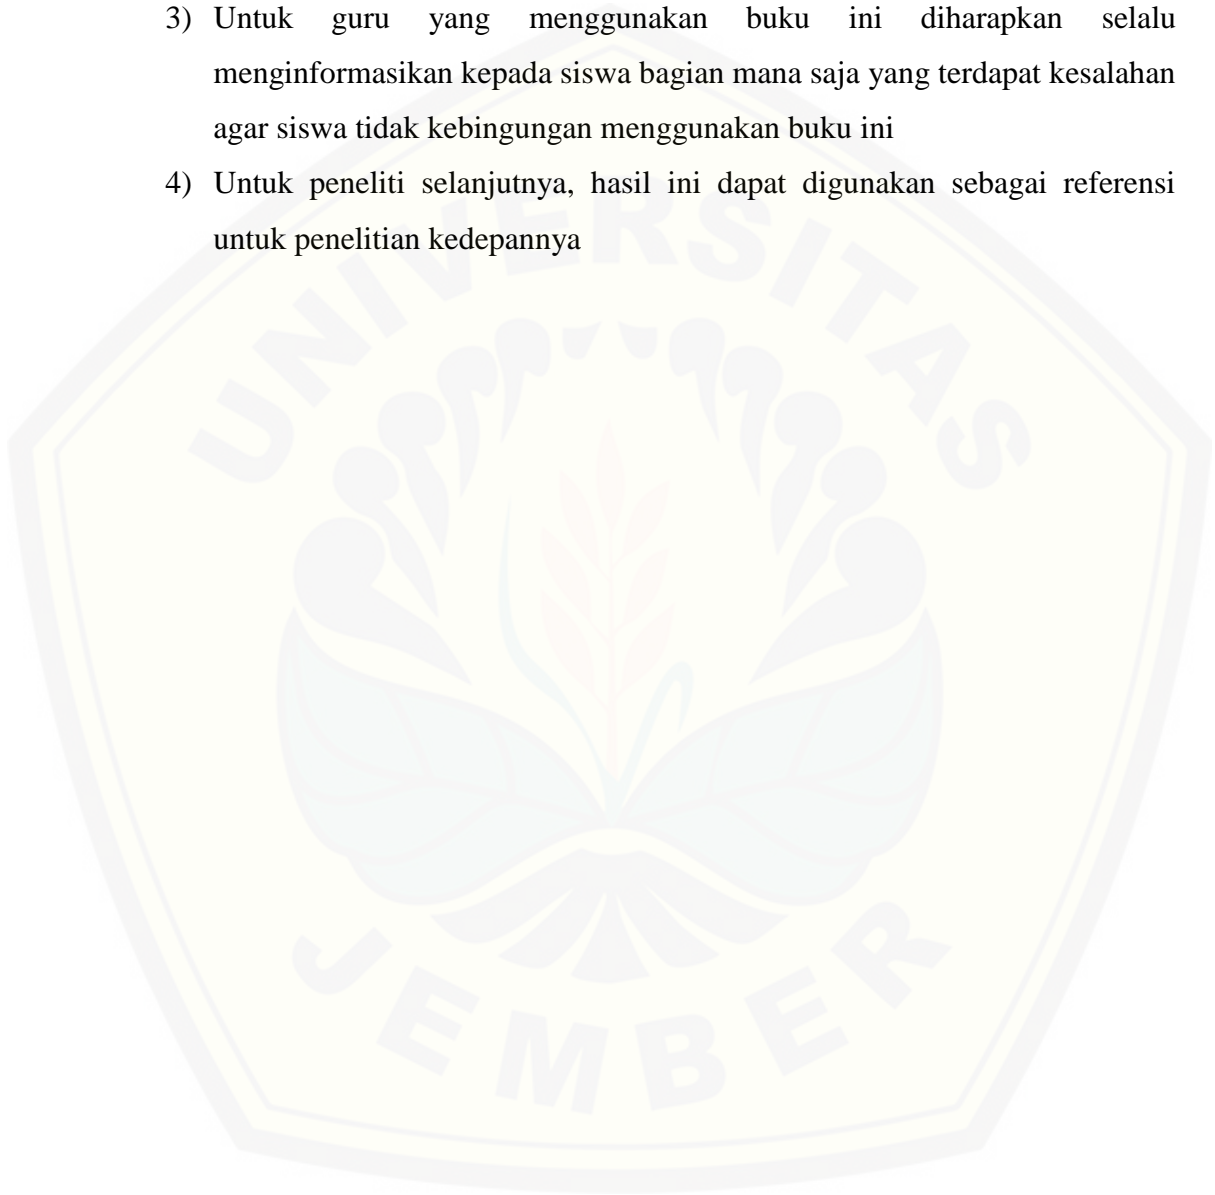 3) Untuk guru yang menggunakan buku ini diharapkan selalu
menginformasikan kepada siswa bagian mana saja yang terdapat kesalahan
agar siswa tidak kebingungan menggunakan buku ini
4) Untuk peneliti selanjutnya, hasil ini dapat digunakan sebagai referensi
untuk penelitian kedepannya
UNIVERSITAS
JEMBER